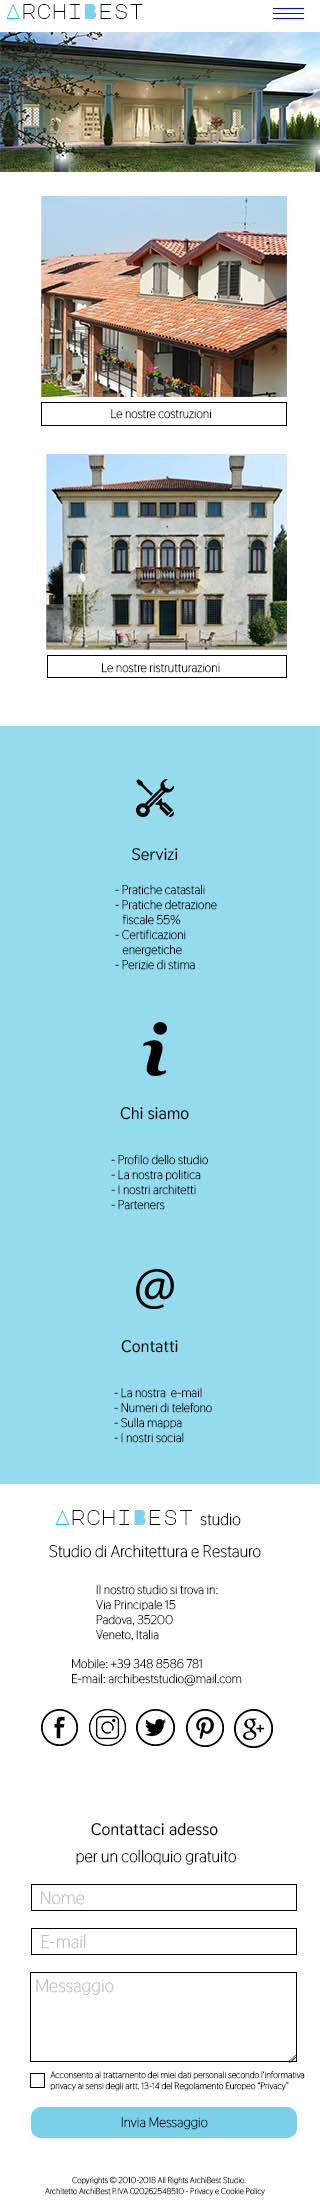 ARCHIBEST
Le nostre costruzioni
Le nostre ristrutturazioni
Servizi
- Pratiche catastali
- Pratiche detrazione
fiscale 55%
- Certificazioni
energetiche
- Perizie di stima
Chi siamo
- Profilo dello studio
- La nostra politica
- I nostri architetti
- Parteners
@
Contatti
- La nostra e-mail
- Numeri di telefono
- Sulla mappa
- I nostri social
ARCHIBEST studio
Studio di Architettura e Restauro
Il nostro studio si trova in:
Via Principale 15
Padova, 35200
Veneto, Italia
Mobile: +39 348 8586 781
E-mail: archibeststudio@mail.com
Contattaci adesso
per un colloquio gratuito
Nome
E-mail
Messaggio
Acconsento al trattamento dei miei dati personali secondo l'informativa
privacy ai sensi degli artt. 13-14 del Regolamento Europeo "Privacy"
Invia Messaggio
Copyrights © 2010-2018 All Rights ArchiBest Studio.
Architetto ArchiBest P.IVA 020252548510 - Privacy e Cookie Policy